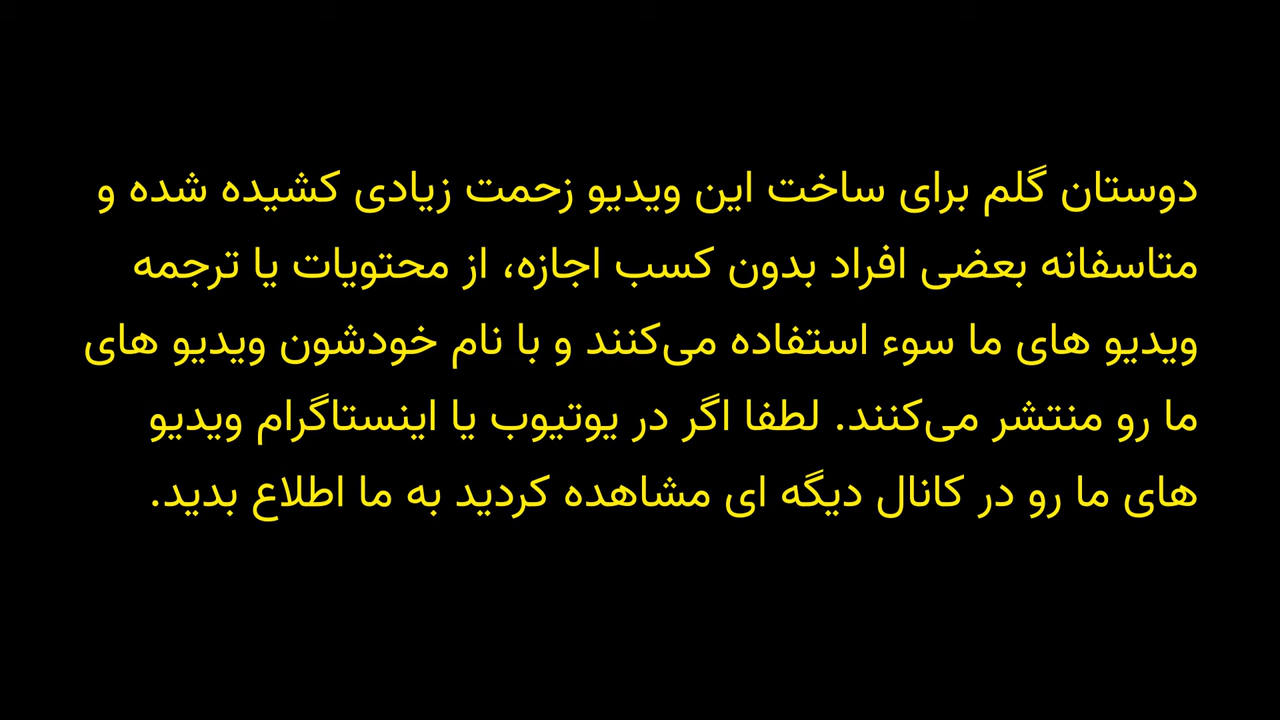 دوستان گلم برای ساخت این ویدیو زحمت زیادی کشیده شده و
متاسفانه بعضی افراد بدون کسب اجازه، از محتویات یا ترجمه
ویدیو های ما سوء استفاده می‌کنند و با نام خودشون ویدیو های
ما رو منتشر می‌کنند. لطفا اگر در یوتیوب یا اینستاگرام ویدیو
های ما رو در کانال دیگه ای مشاهده کردید به ما اطلاع بدید.